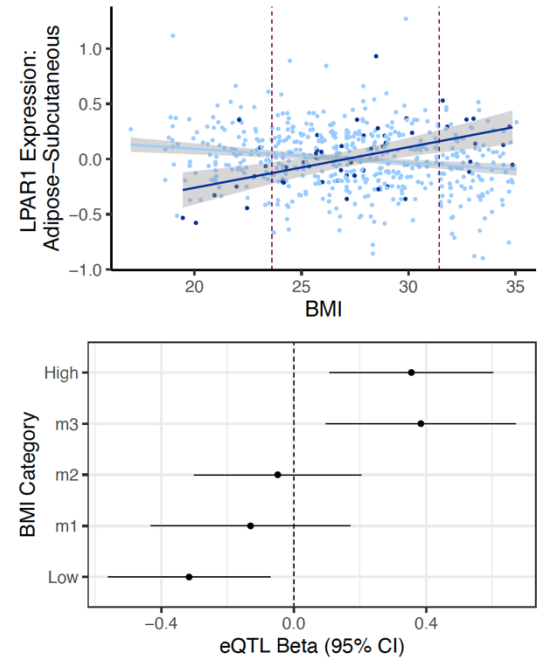 LPAR1 Expression:
Adipose−Subcutaneous
1.0
0.5
0.0
−0.5
−1.0
20
25
30
35
BMI
BMI Category
High
m3
m2
m1
Low
−0.4
0.0
0.4
eQTL Beta (95% CI)